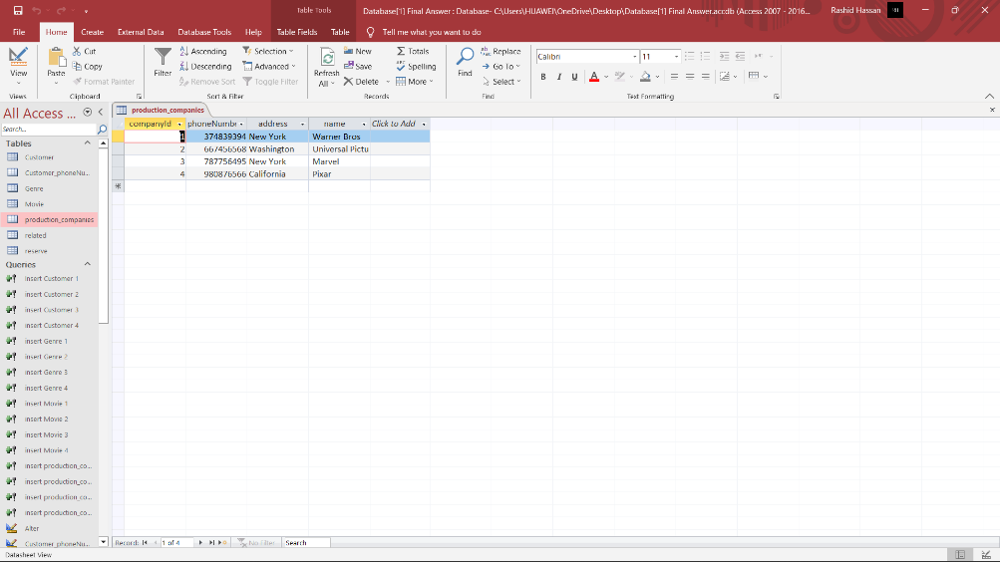 Table Tools
Database[1] Final Answer : Database- C:\Users\HUAWEI\OneDrive\Desktop\Database[1] Final Answer.accdb (Access 2007 - 2016...
Rashid Hassan
RH
File Home Create External Data Database Tools Help Table Fields Table Tell me what you want to do
View
Views
Paste
Cut
Copy
Format Painter
Clipboard
Filter
Ascending
Descending
Remove Sort
Selection
Advanced
Toggle Filter
Sort & Filter
Refresh
All
New
Save
Delete
Totals
Spelling
More
Records
Find
Replace
Go To
Select
Find
Calibri
11
B I U A
Text Formatting
All Access ...
Search...
Tables
Customer
Customer_phoneNu...
Genre
Movie
production_companies
related
reserve
Queries
insert Customer 1
insert Customer 2
insert Customer 3
insert Customer 4
insert Genre 1
insert Genre 2
insert Genre 3
insert Genre 4
insert Movie 1
insert Movie 2
insert Movie 3
insert Movie 4
insert production_co...
insert production_co...
insert production_co...
insert production_co...
Alter
Customer_phoneNu...
production_companies
companyId phoneNumbe address name Click to Add
1 374839394 New York Warner Bros
2 667456568 Washington Universal Pictu
3 787756495 New York Marvel
4 980876566 California Pixar
Record: 1 of 4 No Filter Search
Datasheet View